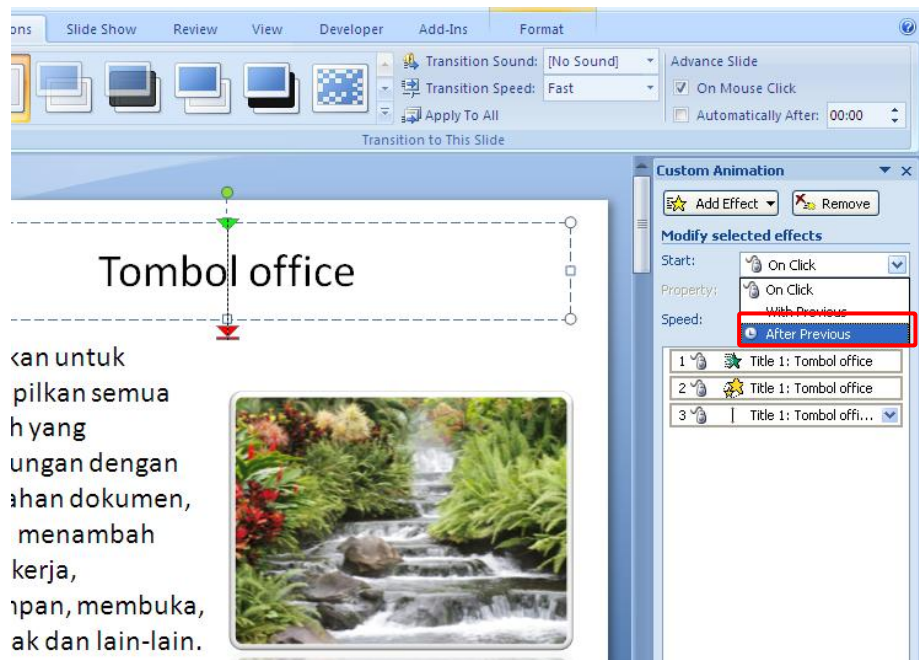 ons Slide Show Review View Developer Add-Ins Format
Transition Sound: [No Sound]
Transition Speed: Fast
Apply To All
Transition to This Slide
Advance Slide
On Mouse Click
Automatically After: 00:00
Tombol office
kan untuk
pilkan semua
h yang
ungan dengan
ahan dokumen,
menambah
kerja,
npan, membuka,
ak dan lain-lain.
Custom Animation
Add Effect Remove
Modify selected effects
Start: On Click
Property: On Click
With Previous
Speed: After Previous
1 Title 1: Tombol office
2 Title 1: Tombol office
3 Title 1: Tombol offi...